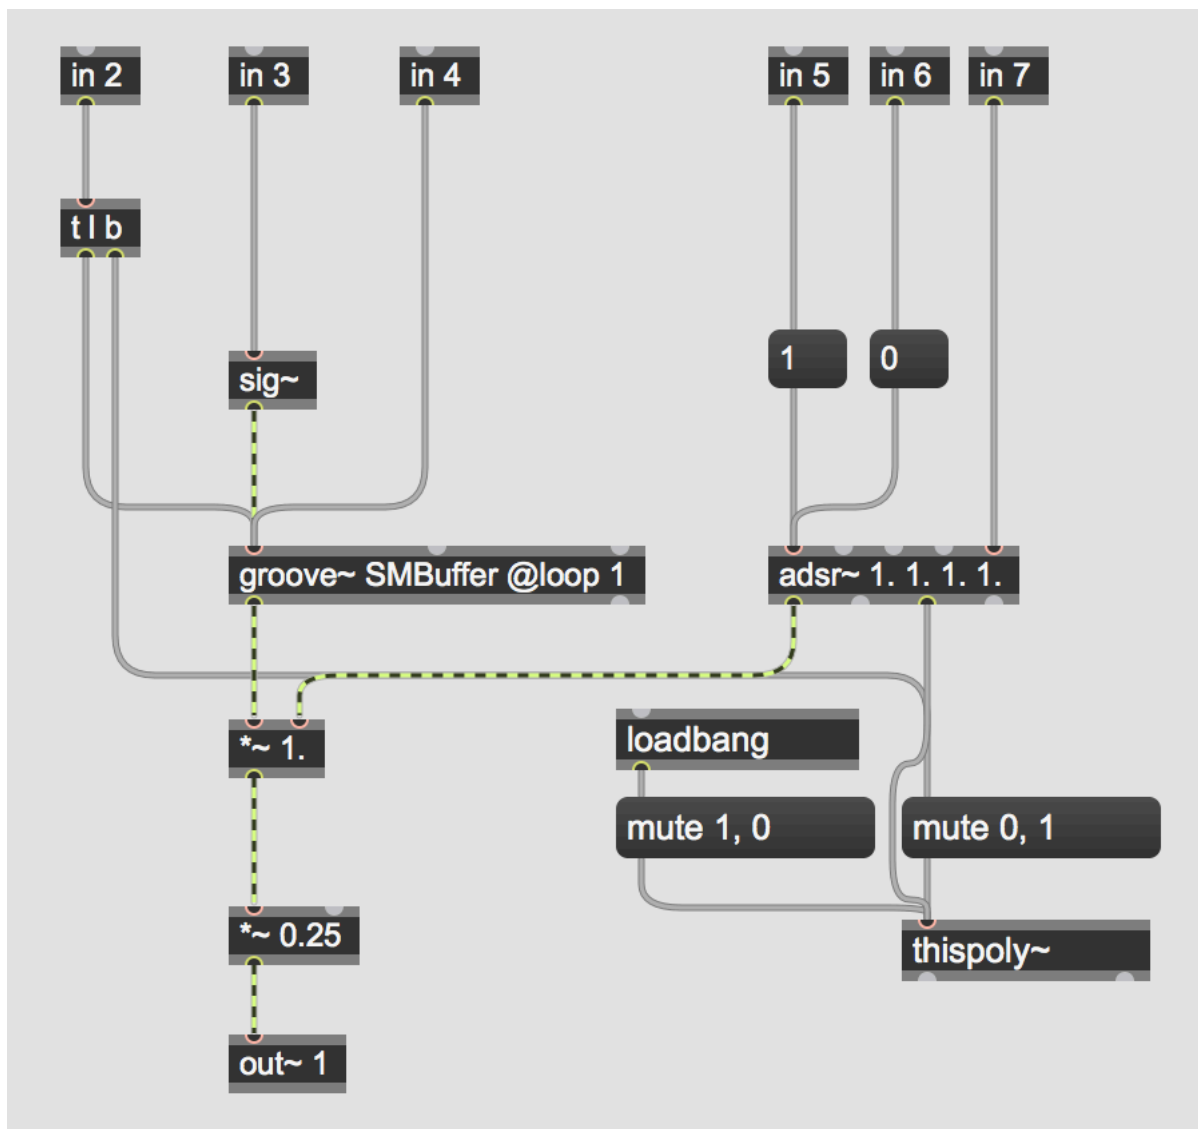 in 2
in 3
in 4
in 5
in 6
in 7
t l b
1
0
sig~
groove~ SMBuffer @loop 1
adsr~ 1. 1. 1. 1.
*~ 1.
loadbang
mute 1, 0
mute 0, 1
*~ 0.25
thispoly~
out~ 1